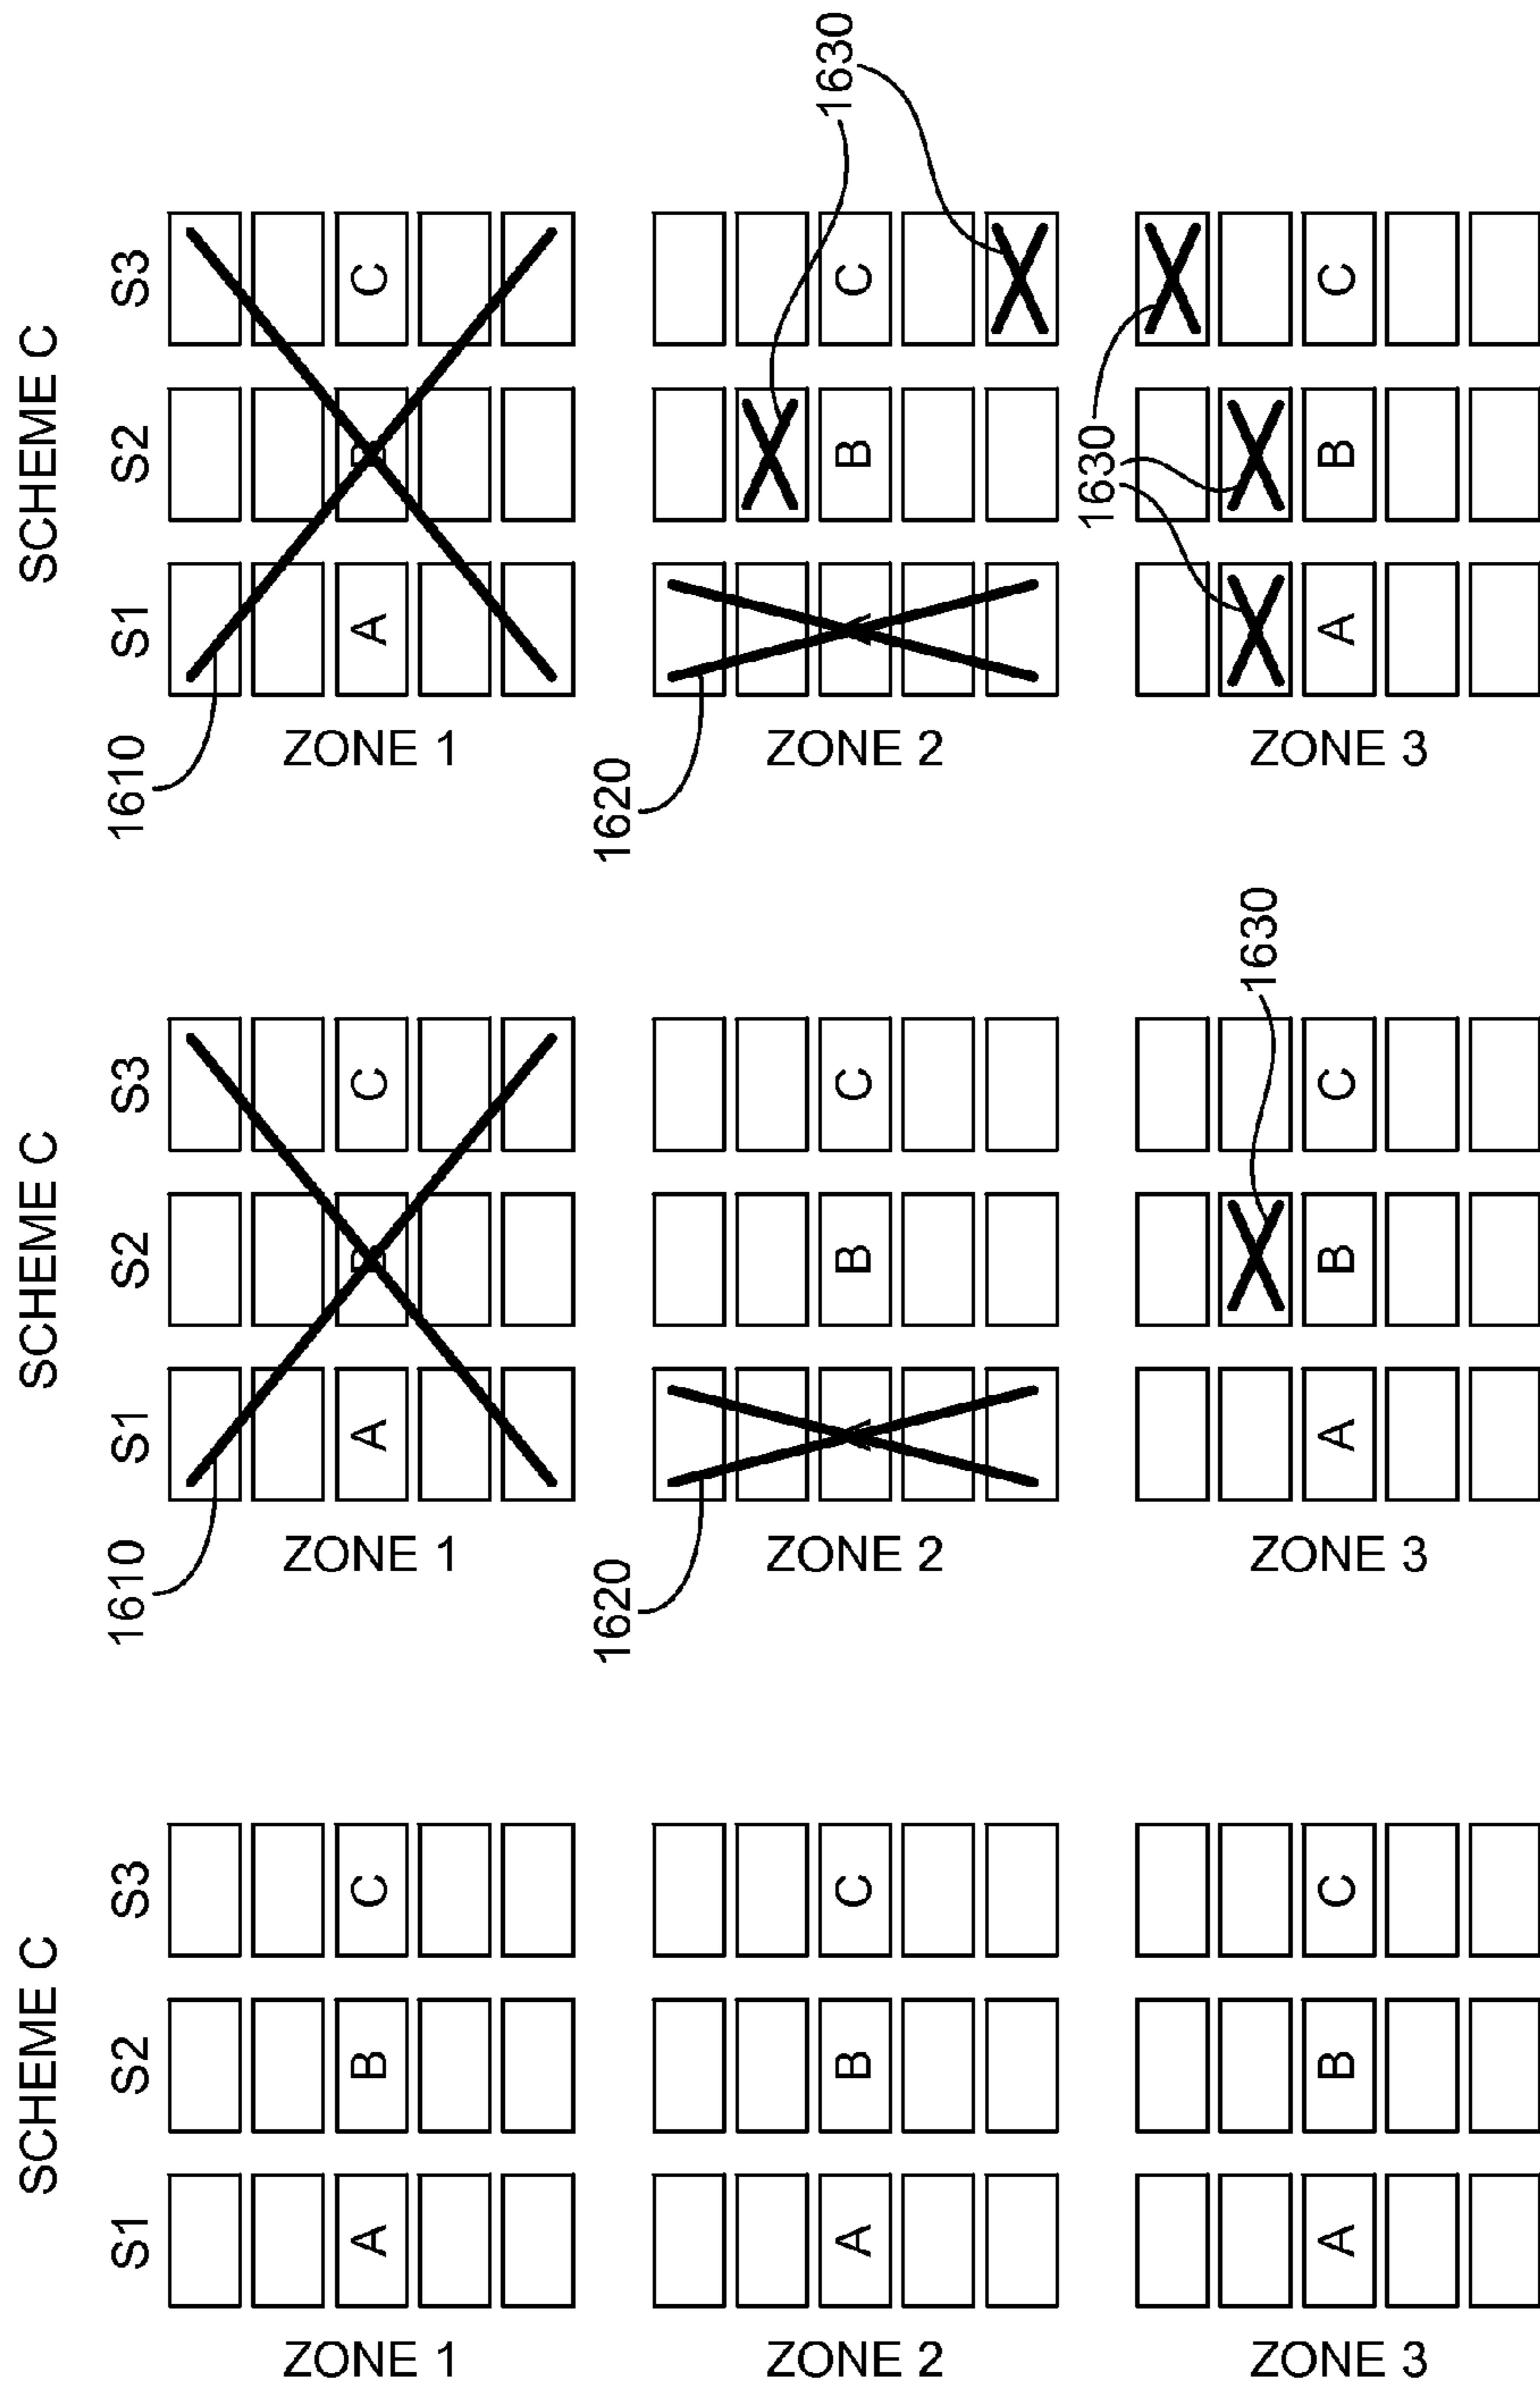 SCHEME C SCHEME C SCHEME C
S1 S2 S3 1610 S1 S2 S3 1610 S1 S2 S3
ZONE 1 A B C ZONE 1 A C ZONE 1 A C
1620 1620
ZONE 2 A B C ZONE 2 B C ZONE 2 B C 1630
1630
1630
ZONE 3 A B C ZONE 3 A B C ZONE 3 A B C